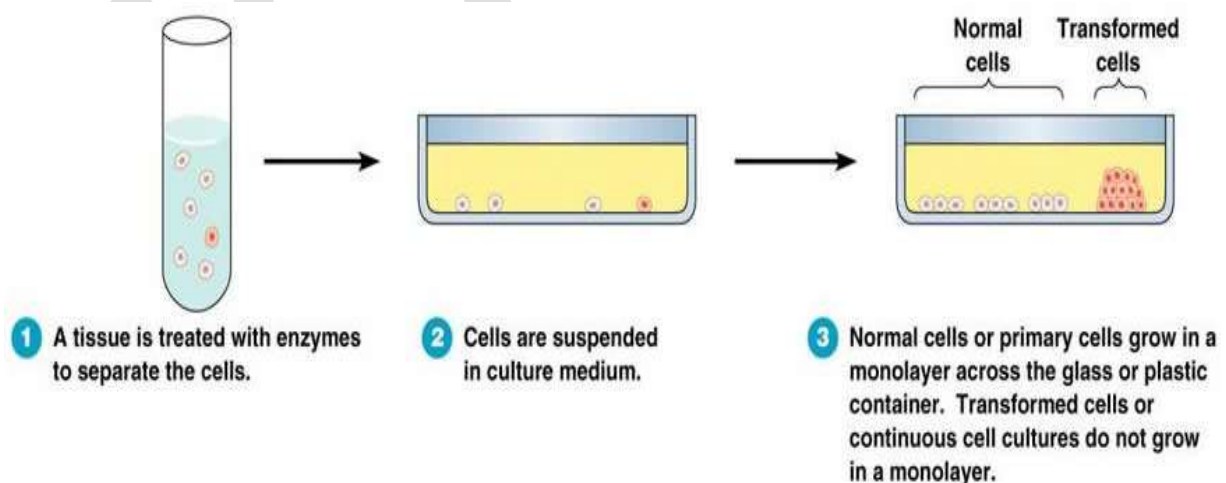 Normal
cells
Transformed
cells
1 A tissue is treated with enzymes
to separate the cells.
2 Cells are suspended
in culture medium.
3 Normal cells or primary cells grow in a
monolayer across the glass or plastic
container. Transformed cells or
continuous cell cultures do not grow
in a monolayer.